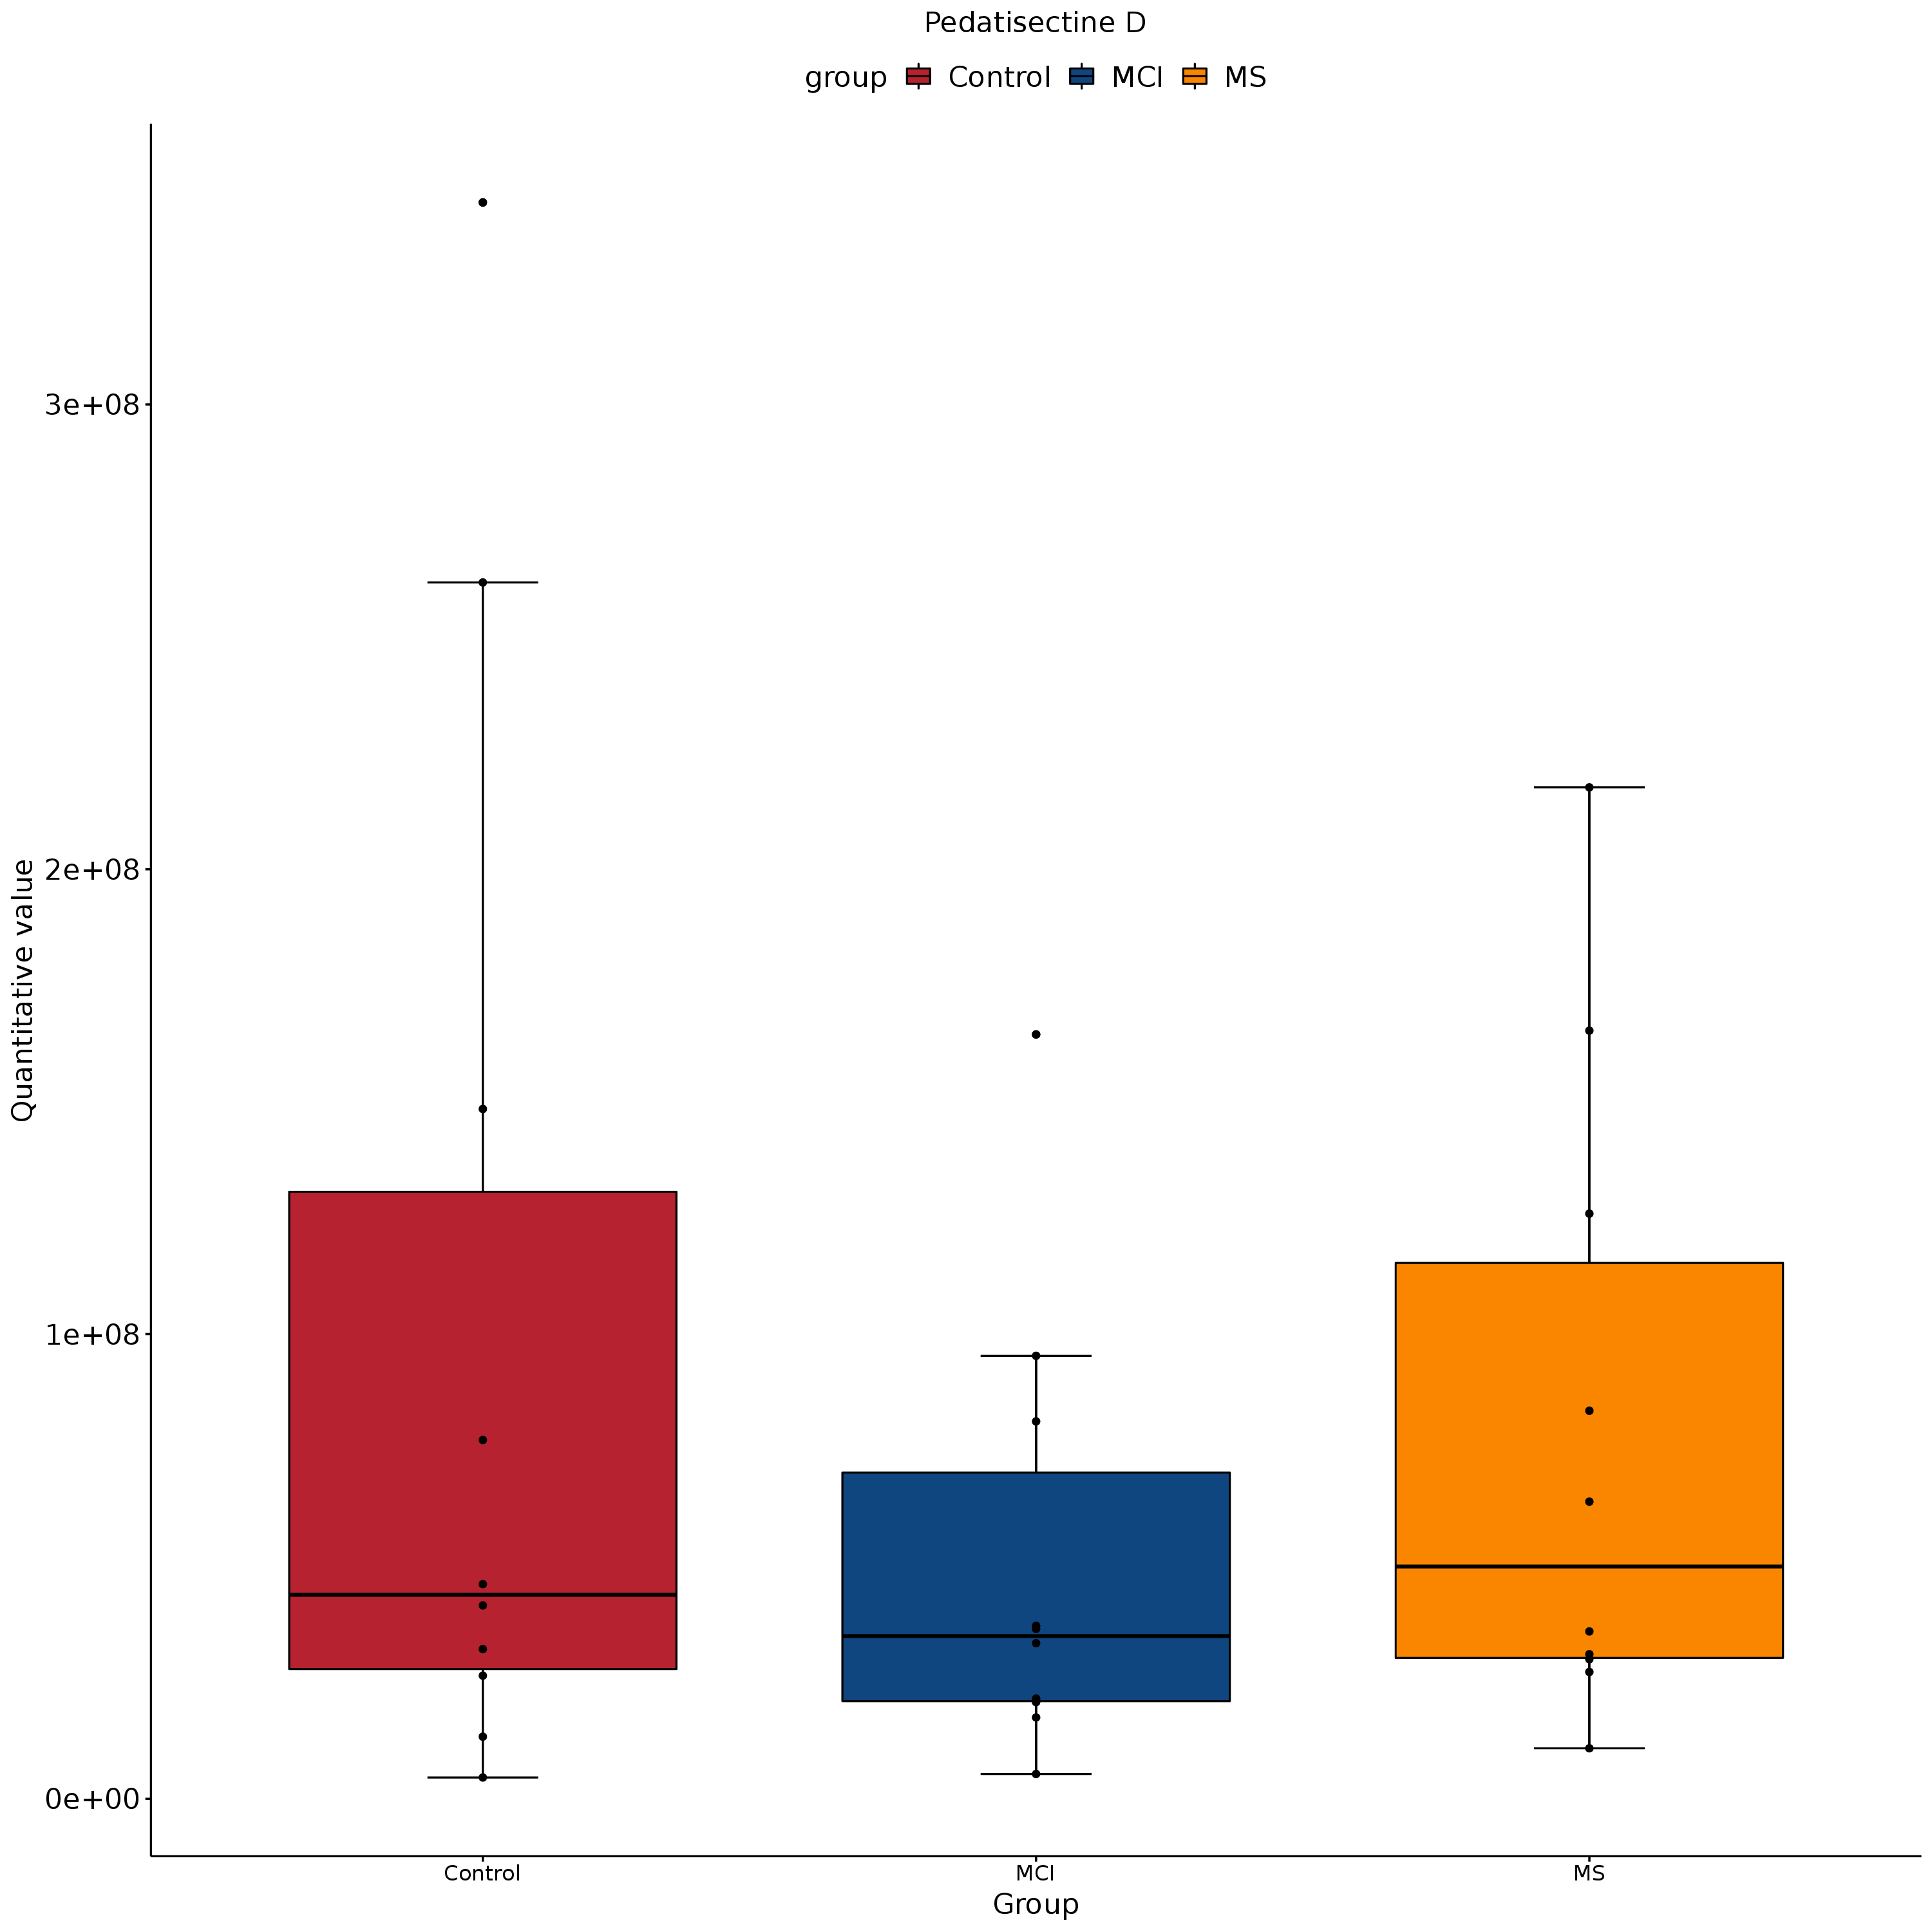 Pedatisectine D
group Control MCI MS
Quantitative value
3e+08
2e+08
1e+08
0e+00
Control MCI MS
Group